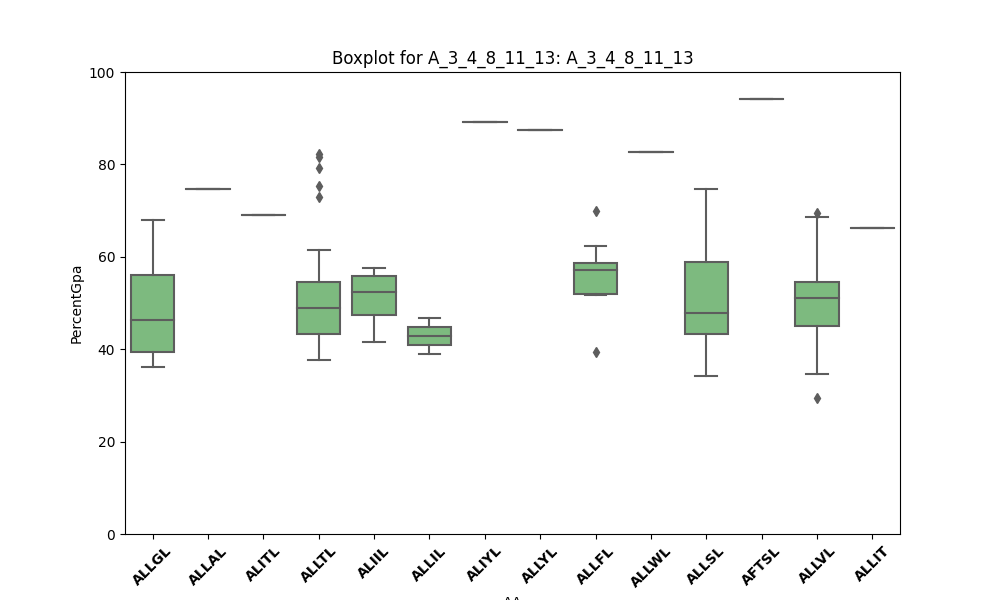 Boxplot for A_3_4_8_11_13: A_3_4_8_11_13
100
80
60
40
20
0
PercentGpa
ALLGL
ALLAL
ALITL
ALLTL
ALIIL
ALLIL
ALIYL
ALLYL
ALLFL
ALLWL
ALLSL
AFTSL
ALLVL
ALLIT